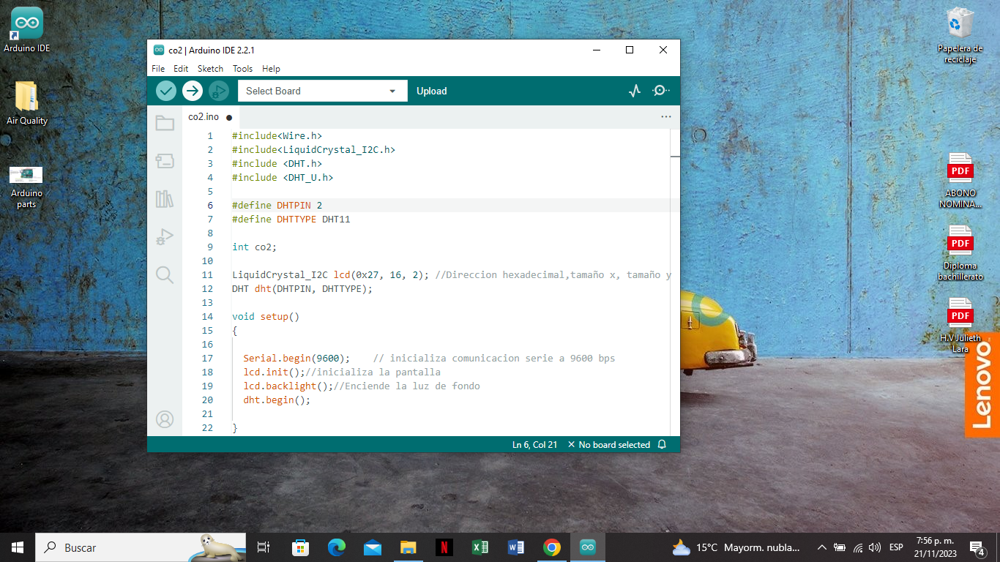 Arduino IDE
Air Quality
Arduino
parts
co2 | Arduino IDE 2.2.1
File Edit Sketch Tools Help
Select Board
Upload
co2.ino
1 #include<Wire.h>
2 #include<LiquidCrystal_I2C.h>
3 #include <DHT.h>
4 #include <DHT_U.h>
5
6 #define DHTPIN 2
7 #define DHTTYPE DHT11
8
9 int co2;
10
11 LiquidCrystal_I2C lcd(0x27, 16, 2); //Direccion hexadecimal,tamaño x, tamaño y
12 DHT dht(DHTPIN, DHTTYPE);
13
14 void setup()
15 {
16
17 Serial.begin(9600); // inicializa comunicacion serie a 9600 bps
18 lcd.init();//inicializa la pantalla
19 lcd.backlight();//Enciende la luz de fondo
20 dht.begin();
21
22 }
Ln 6, Col 21 No board selected
Papelera de
reciclaje
PDF
ABONO
NOMINA...
PDF
Diploma
bachillerato
PDF
H.V Julieth
Lara
Lenovo
Buscar
N
15°C Mayorm. nubla...
ESP
7:56 p. m.
21/11/2023
4